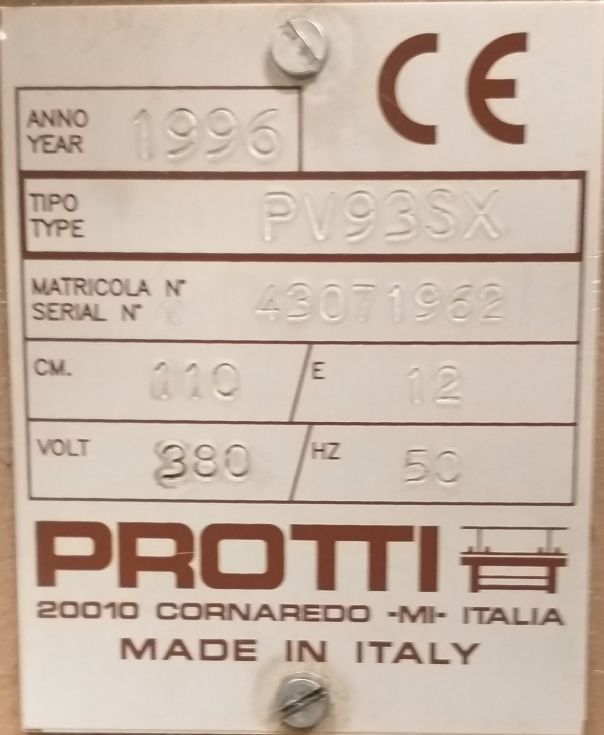 CE
ANNO
YEAR 1996
TIPO
TYPE PV93SX
MATRICOLA N°
SERIAL N° 43071962
CM. 110 E 12
VOLT 380 HZ 50
PROTTI
20010 CORNAREDO -MI- ITALIA
MADE IN ITALY